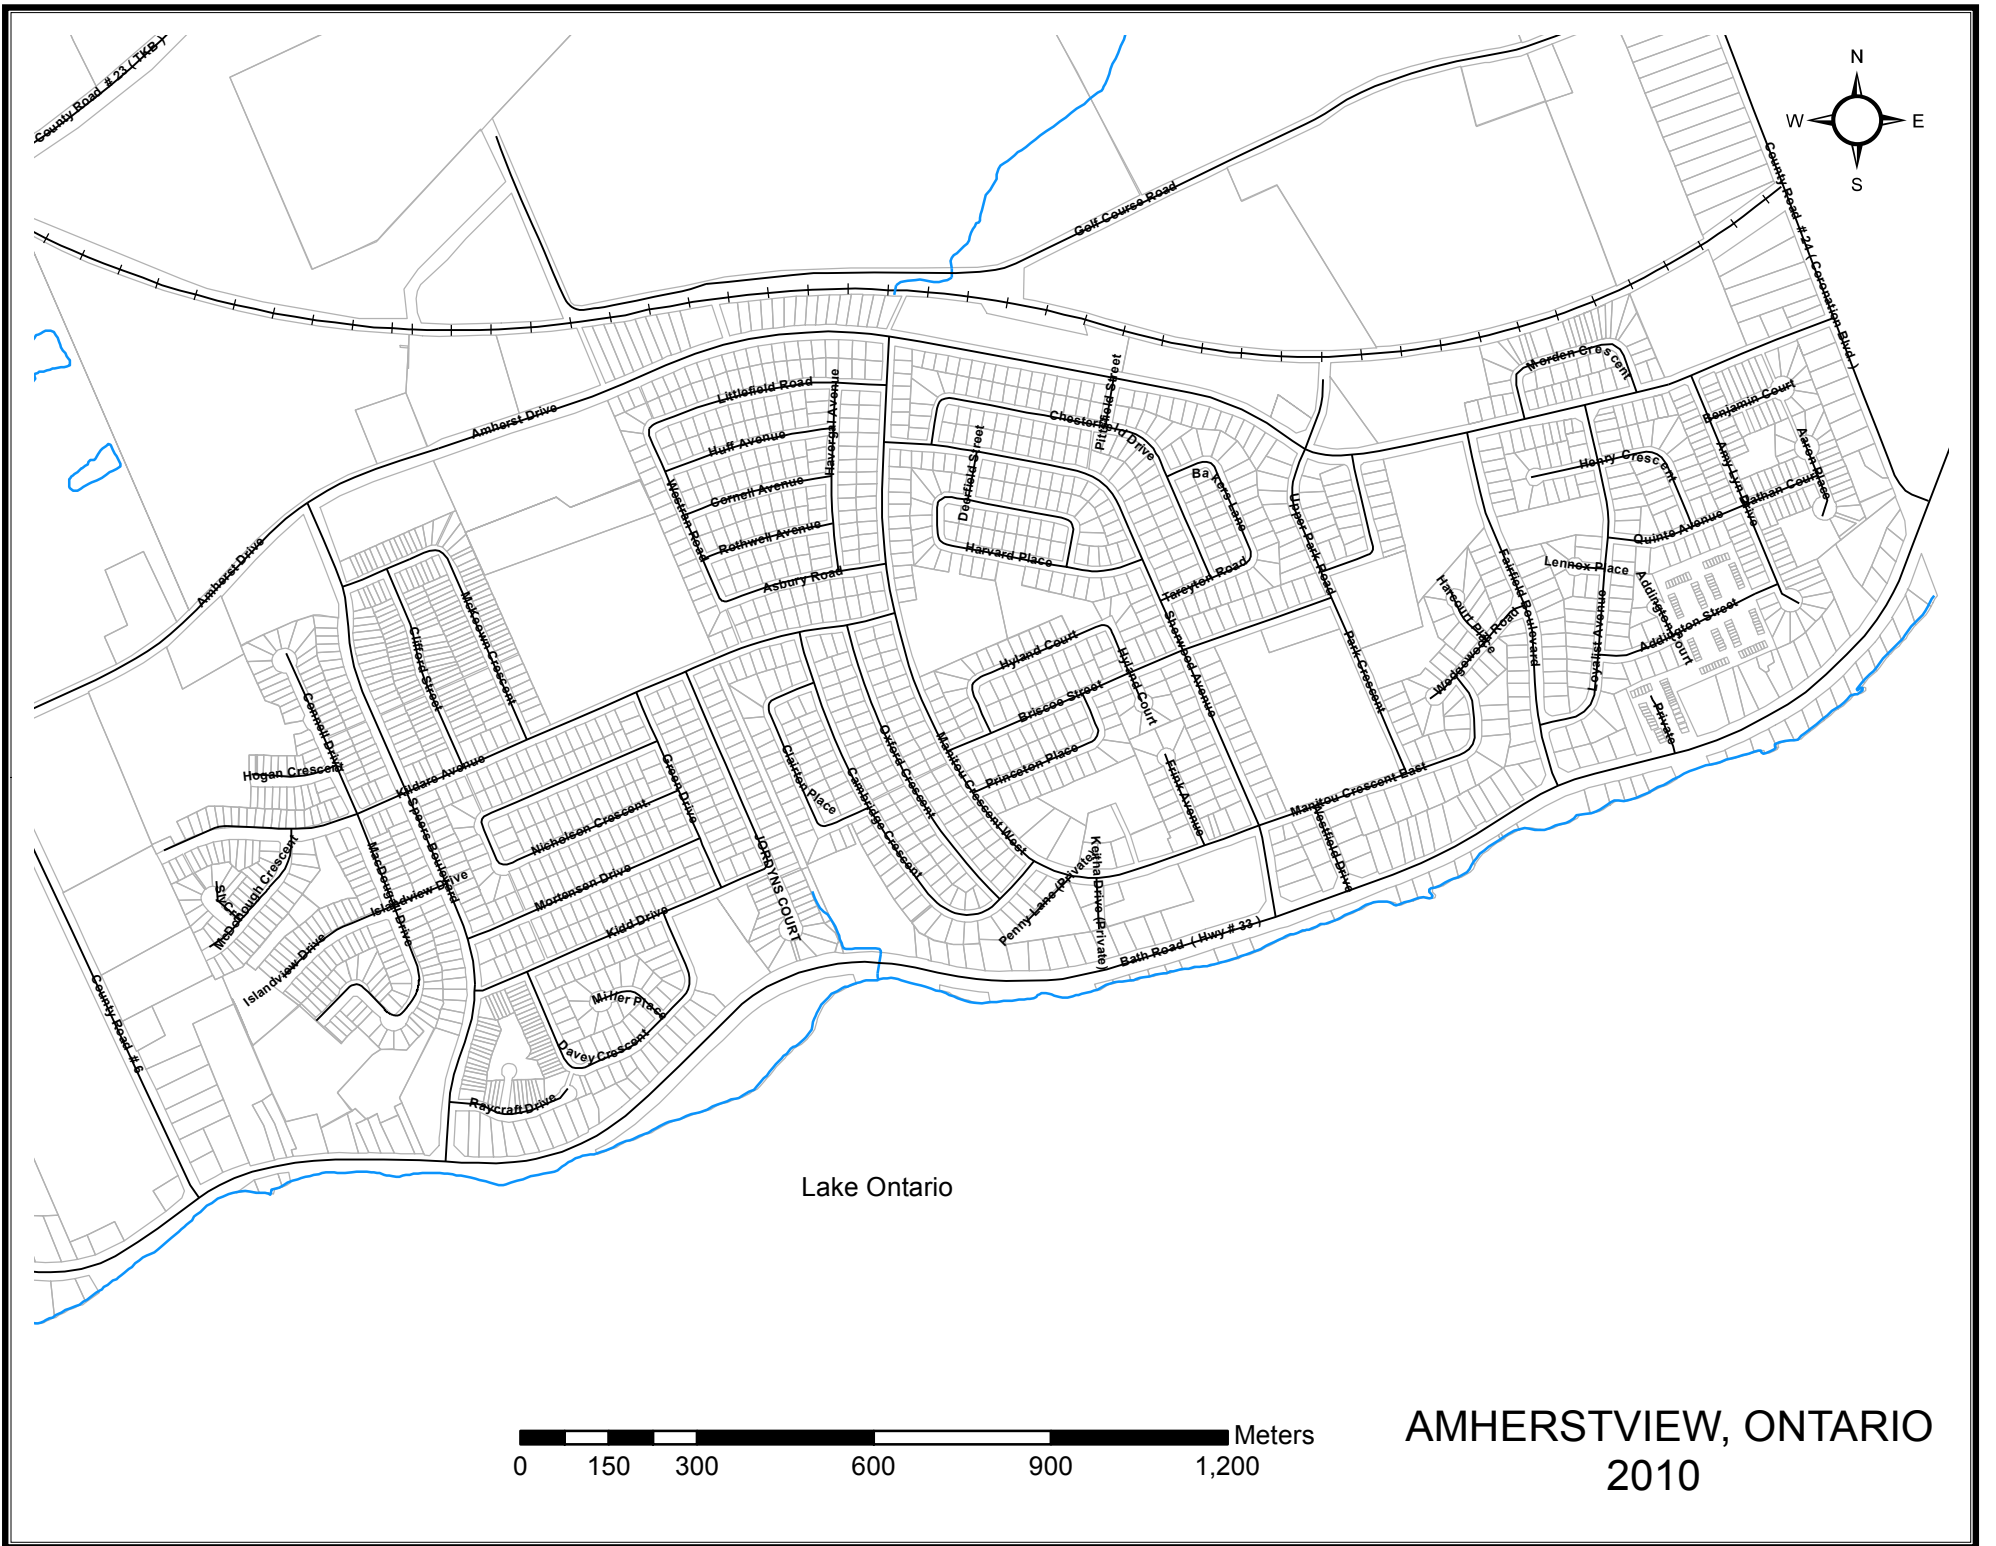 County Road # 23 ( TKB )
N
W E
S
Golf Course Road
County Road # 24 ( Coronation Blvd. )
Morden Crescent
Pittsfield Street
Littlefield Road
Havergal Avenue
Benjamin Court
Amherst Drive
Chesterfield Drive
Huff Avenue
Deerfield Street
Aaron Place
Henry Crescent
Amy Lyn Drive
Bakers Lane
Cornell Avenue
Nathan Court
Westran Road
Upper Park Road
Rothwell Avenue
Quinte Avenue
Harvard Place
Amherst Drive
Asbury Road
Tareyton Road
Lennox Place
Fairfield Boulevard
Addington Court
Harcourt Place
Loyalist Avenue
Addington Street
McKeown Crescent
Clifford Street
Hyland Court
Sherwood Avenue
Park Crescent
Wedgewood Road
Hyland Court
Briscoe Street
Connell Drive
Private
Oxford Crescent
Manitou Crescent West
Clairton Place
Princeton Place
Green Drive
Hogan Crescent
Kildare Avenue
Cambridge Crescent
Frink Avenue
Manitou Crescent East
Speers Boulevard
Nicholson Crescent
Westfield Drive
JORDYNS COURT
MacDougall Drive
McDonough Crescent
Islandview Drive
Mortensen Drive
Keitha Drive (Private)
Penny Lane (Private)
Kidd Drive
Bath Road ( Hwy # 33 )
Islandview Drive
County Road # 6
Miller Place
Davey Crescent
Raycraft Drive
Lake Ontario
Meters
0 150 300 600 900 1,200
AMHERSTVIEW, ONTARIO
2010